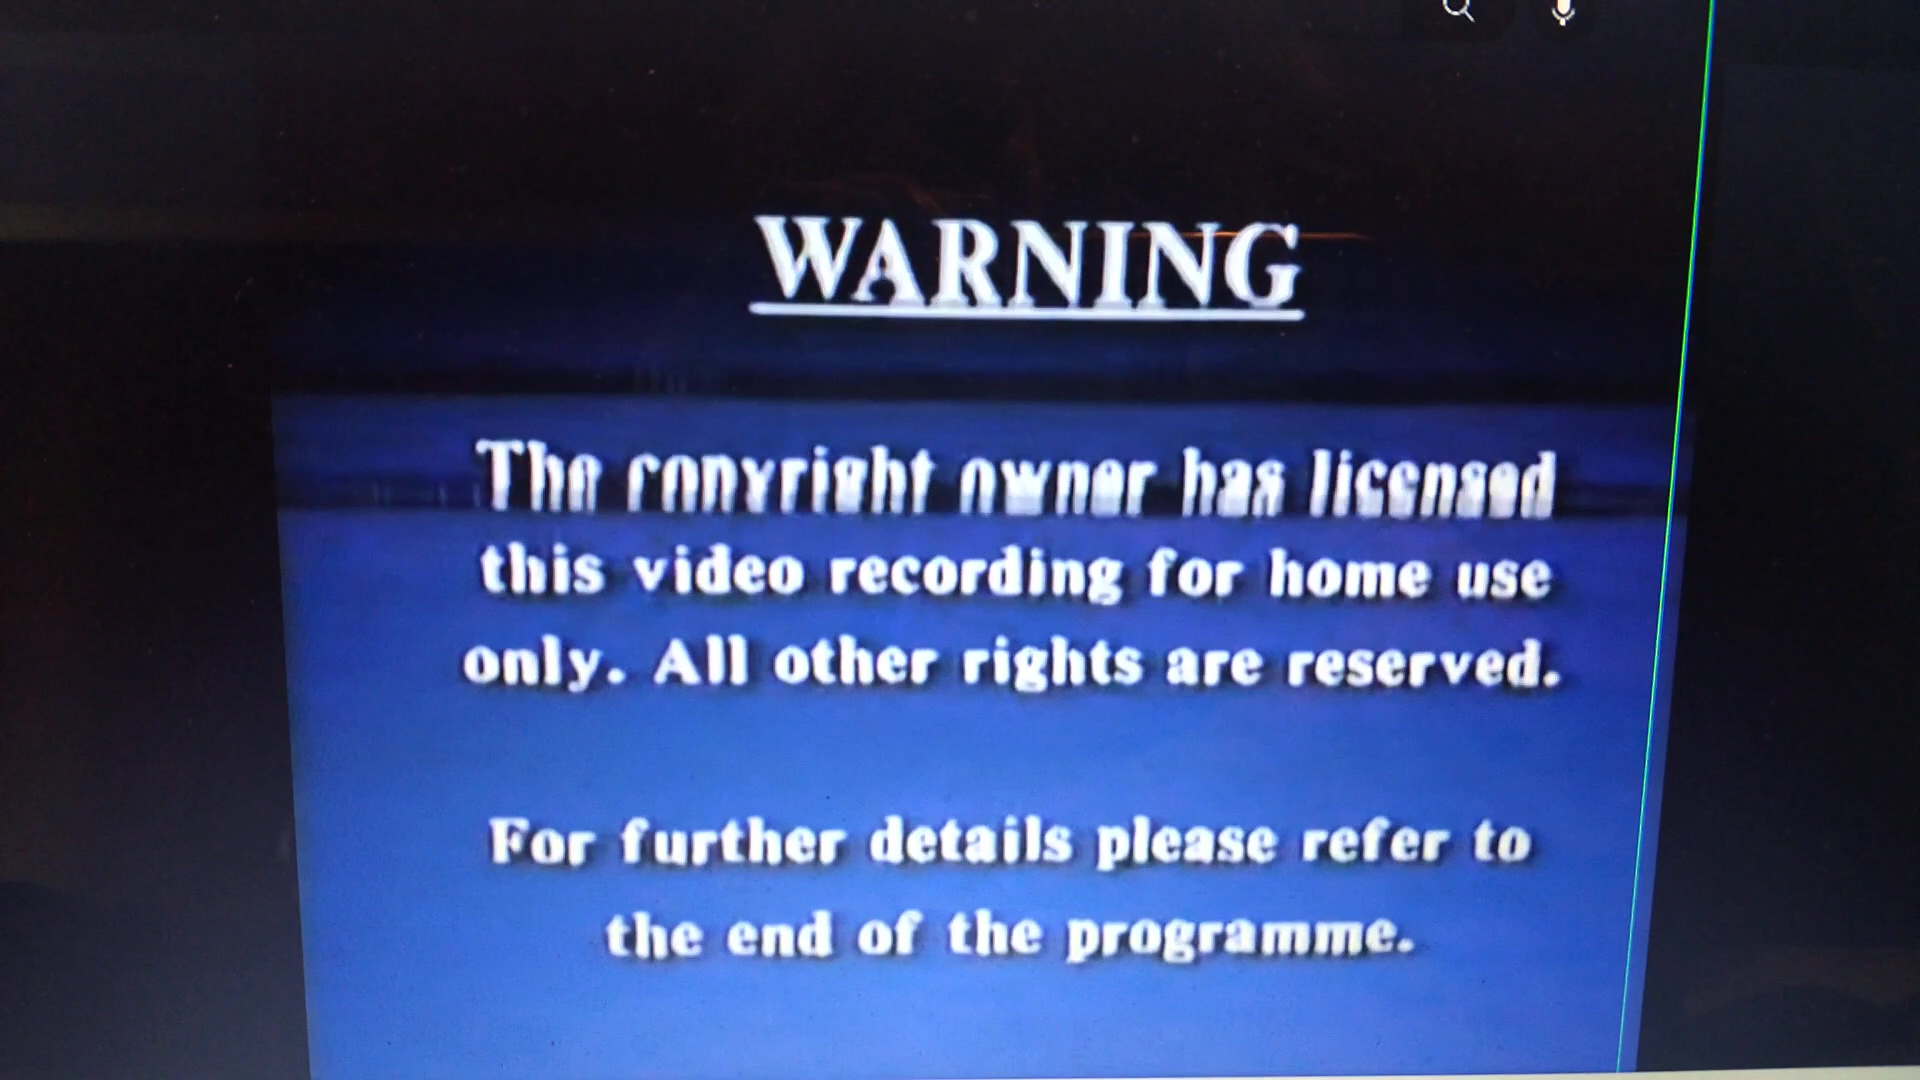 WARNING
The copyright owner has licensed
this video recording for home use
only. All other rights are reserved.
For further details please refer to
the end of the programme.